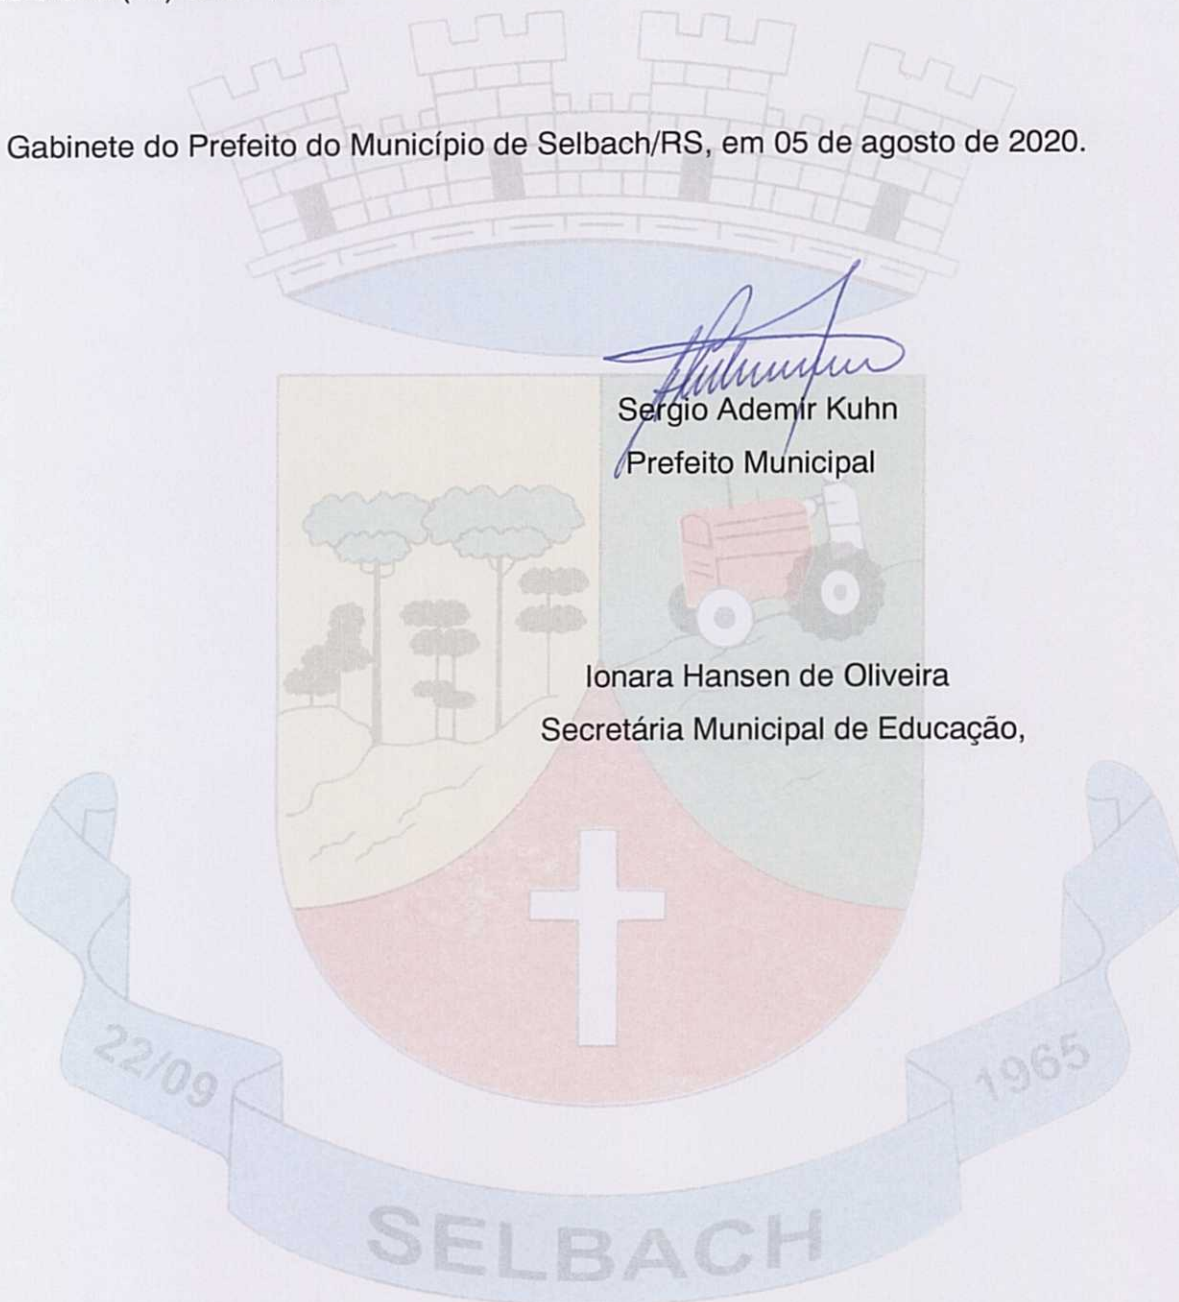 Gabinete do Prefeito do Município de Selbach/RS, em 05 de agosto de 2020.
Sergio Ademir Kuhn
Prefeito Municipal
Ionara Hansen de Oliveira
Secretária Municipal de Educação,
22/09
1965
SELBACH